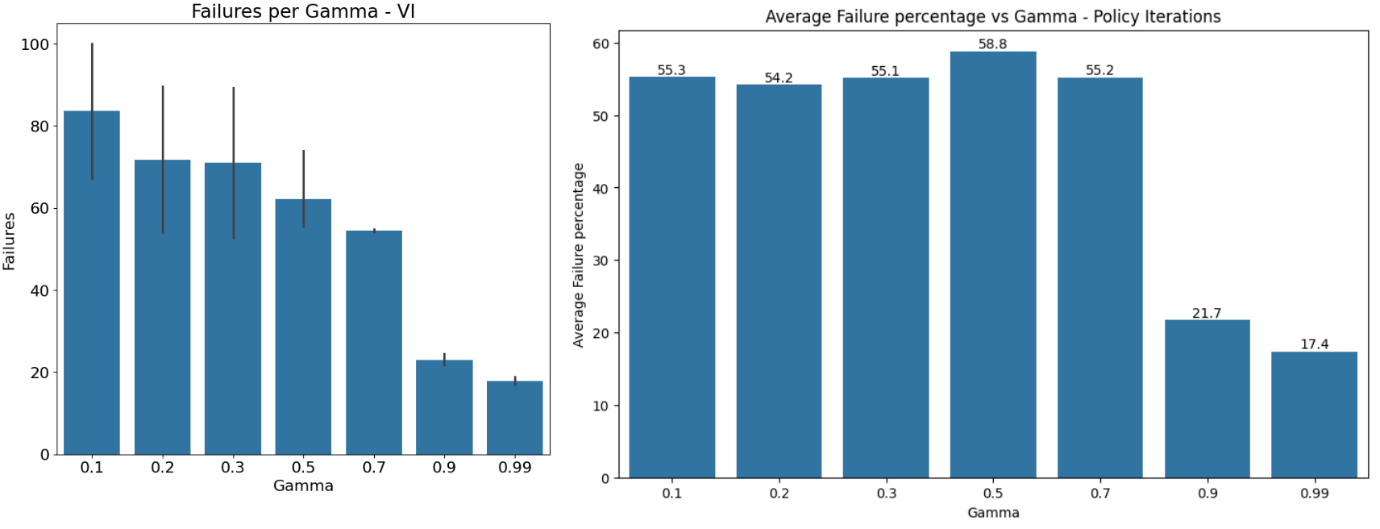 Failures per Gamma - VI
100
80
60
40
20
0
Failures
0.1 0.2 0.3 0.5 0.7 0.9 0.99
Gamma
Average Failure percentage vs Gamma - Policy Iterations
60
50
40
30
20
10
0
Average Failure percentage
55.3 54.2 55.1 58.8 55.2 21.7 17.4
0.1 0.2 0.3 0.5 0.7 0.9 0.99
Gamma